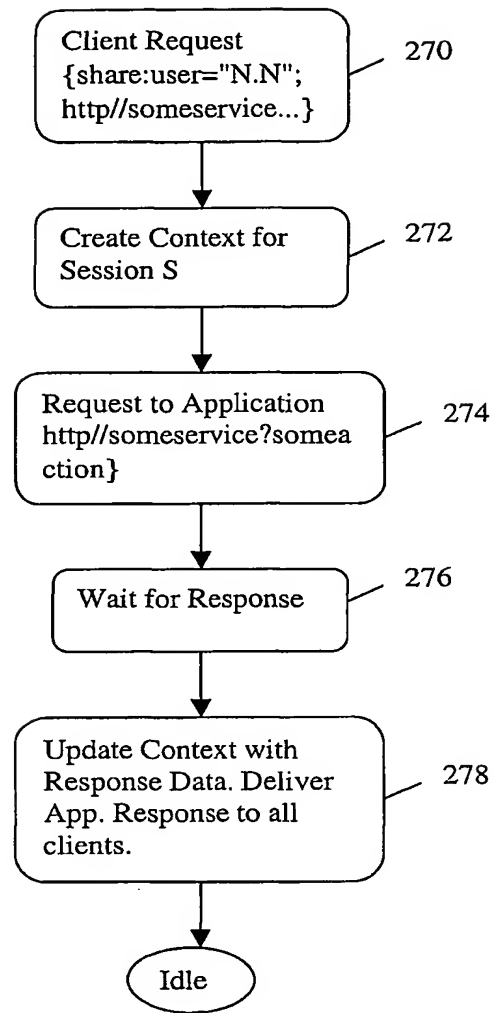 Client Request
{share:user="N.N";
http//someservice...}
270
Create Context for
Session S
272
Request to Application
http//someservice?somea
ction}
274
Wait for Response
276
Update Context with
Response Data. Deliver
App. Response to all
clients.
278
Idle